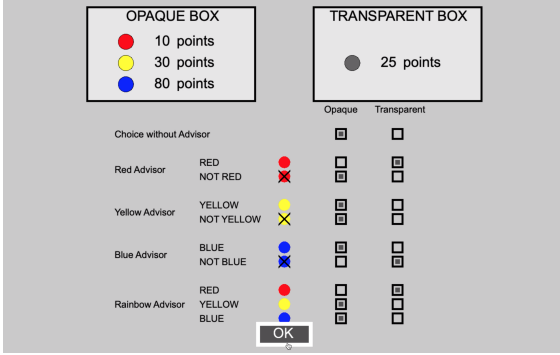 OPAQUE BOX
10 points
30 points
80 points
TRANSPARENT BOX
25 points
Opaque Transparent
Choice without Advisor
Red Advisor
RED
NOT RED
Yellow Advisor
YELLOW
NOT YELLOW
Blue Advisor
BLUE
NOT BLUE
Rainbow Advisor
RED
YELLOW
BLUE
OK